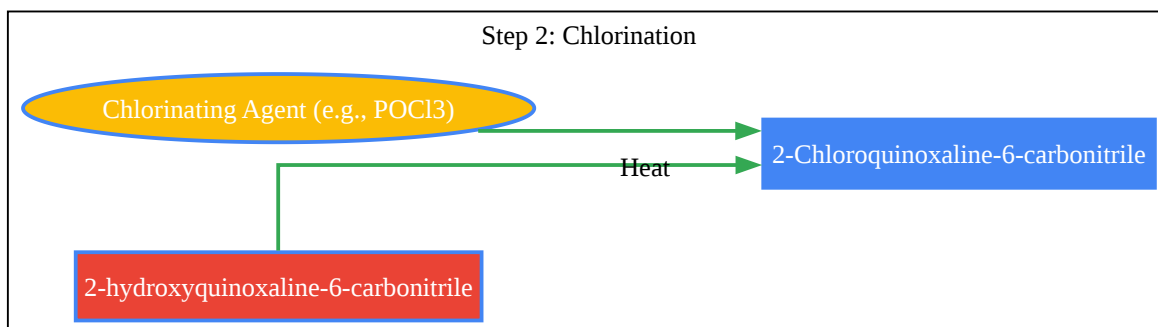 Step 2: Chlorination
Chlorinating Agent (e.g., POCl3)
2-Chloroquinoxaline-6-carbonitrile
Heat
2-hydroxyquinoxaline-6-carbonitrile